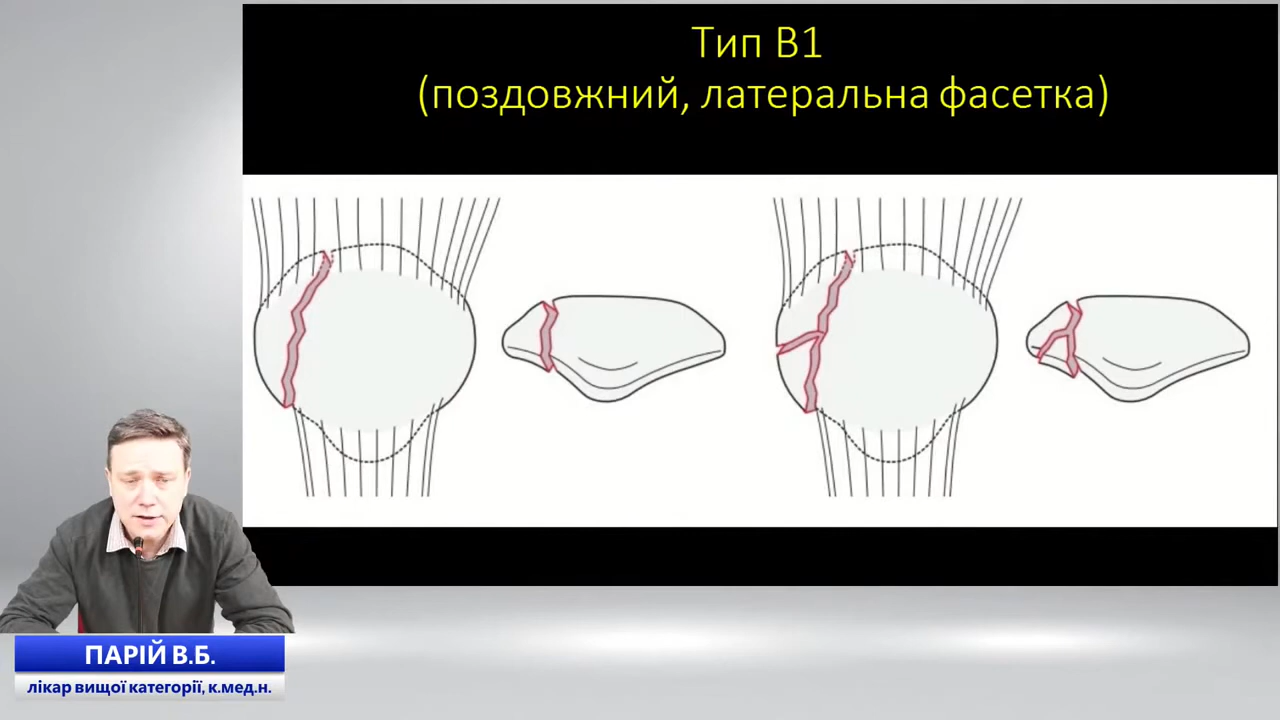 Тип В1
(поздовжний, латеральна фасетка)
ПАРІЙ В.Б.
лікар вищої категорії, к.мед.н.